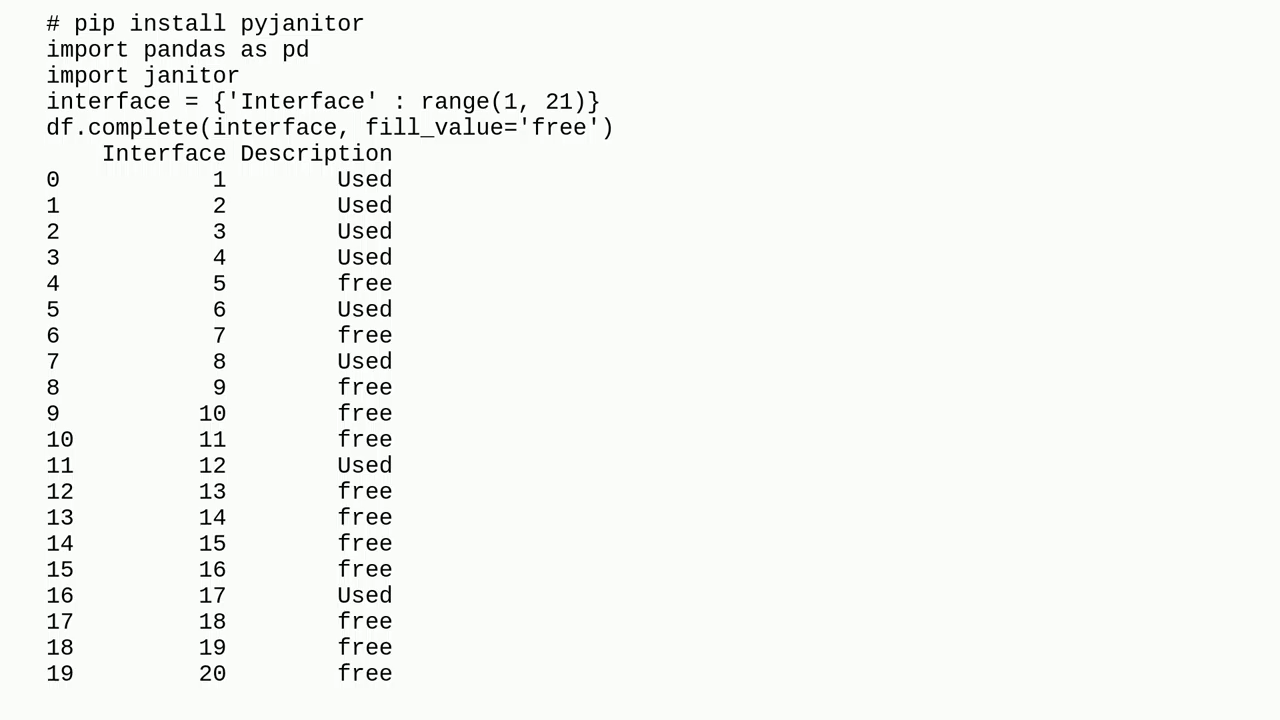 # pip install pyjanitor
import pandas as pd
import janitor
interface = {'Interface' : range(1, 21)}
df.complete(interface, fill_value='free')
    Interface Description
0           1        Used
1           2        Used
2           3        Used
3           4        Used
4           5        free
5           6        Used
6           7        free
7           8        Used
8           9        free
9          10        free
10         11        free
11         12        Used
12         13        free
13         14        free
14         15        free
15         16        free
16         17        Used
17         18        free
18         19        free
19         20        free